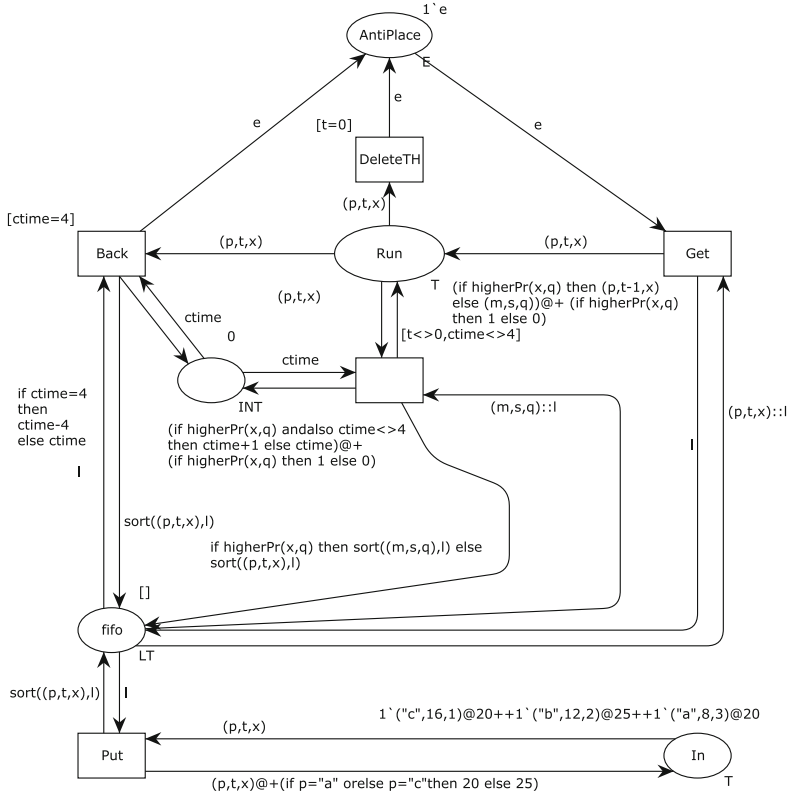 1`e
AntiPlace
E
e
e
e
[t=0]
DeleteTH
(p,t,x)
[ctime=4]
Back
(p,t,x)
Run
(p,t,x)
Get
T
(p,t,x)
(if higherPr(x,q) then (p,t-1,x)
else (m,s,q))@+ (if higherPr(x,q)
then 1 else 0)
[t<>0,ctime<>4]
ctime
0
ctime
INT
if ctime=4
then
ctime-4
else ctime
(m,s,q)::l
(p,t,x)::l
(if higherPr(x,q) andalso ctime<>4
then ctime+1 else ctime)@+
(if higherPr(x,q) then 1 else 0)
l
l
sort((p,t,x),l)
if higherPr(x,q) then sort((m,s,q),l) else
sort((p,t,x),l)
[]
fifo
LT
sort((p,t,x),l)
l
1`("c",16,1)@20++1`("b",12,2)@25++1`("a",8,3)@20
(p,t,x)
Put
In
T
(p,t,x)@+(if p="a" orelse p="c"then 20 else 25)